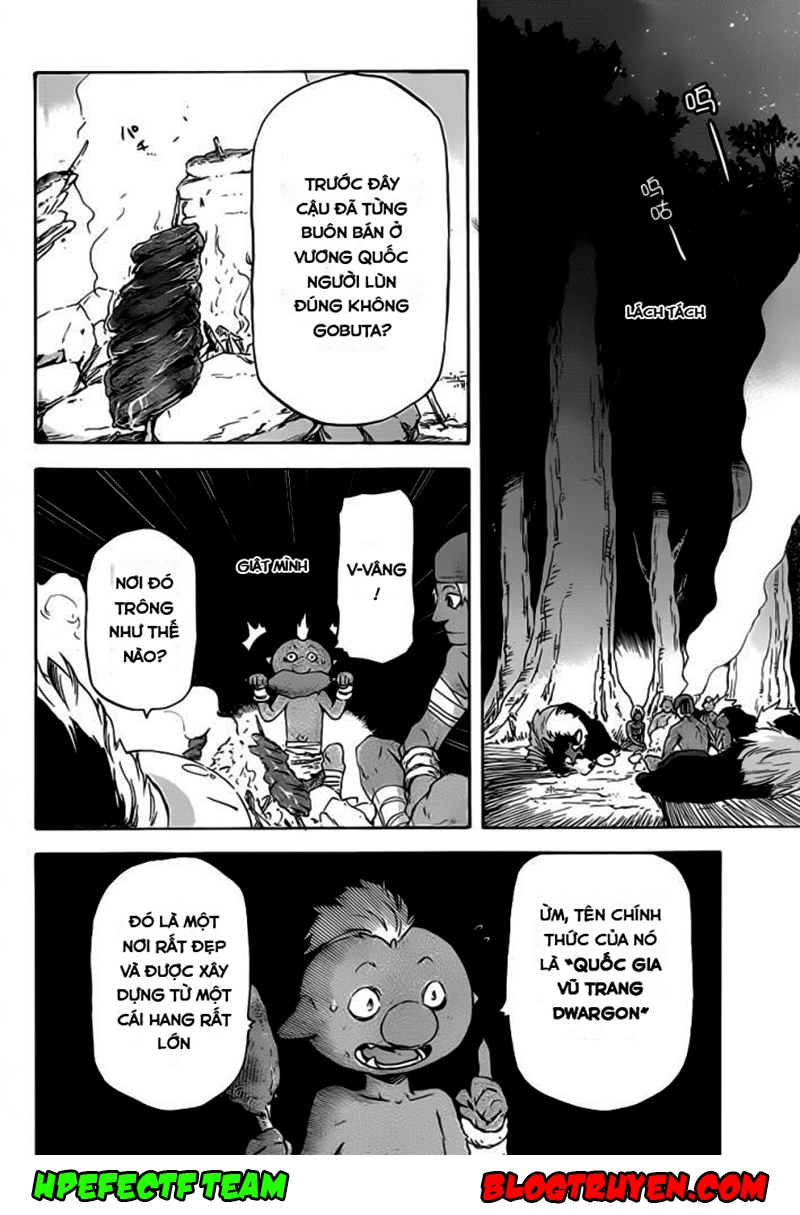 嗚
嗚
咕
LÁCH TÁCH
TRƯỚC ĐÂY
CẬU ĐÃ TỪNG
BUÔN BÁN Ở
VƯƠNG QUỐC
NGƯỜI LÙN
ĐÚNG KHÔNG
GOBUTA?
V-VÂNG
!
GIẬT MÌNH
NƠI ĐÓ
TRÔNG
NHƯ THẾ
NÀO?
ỪM, TÊN CHÍNH
THỨC CỦA NÓ
LÀ "QUỐC GIA
VŨ TRANG
DWARGON"
ĐÓ LÀ MỘT
NƠI RẤT ĐẸP
VÀ ĐƯỢC XÂY
DỰNG TỪ MỘT
CÁI HANG RẤT
LỚN
HPEFECTF TEAM
BLOGTRUYEN.COM